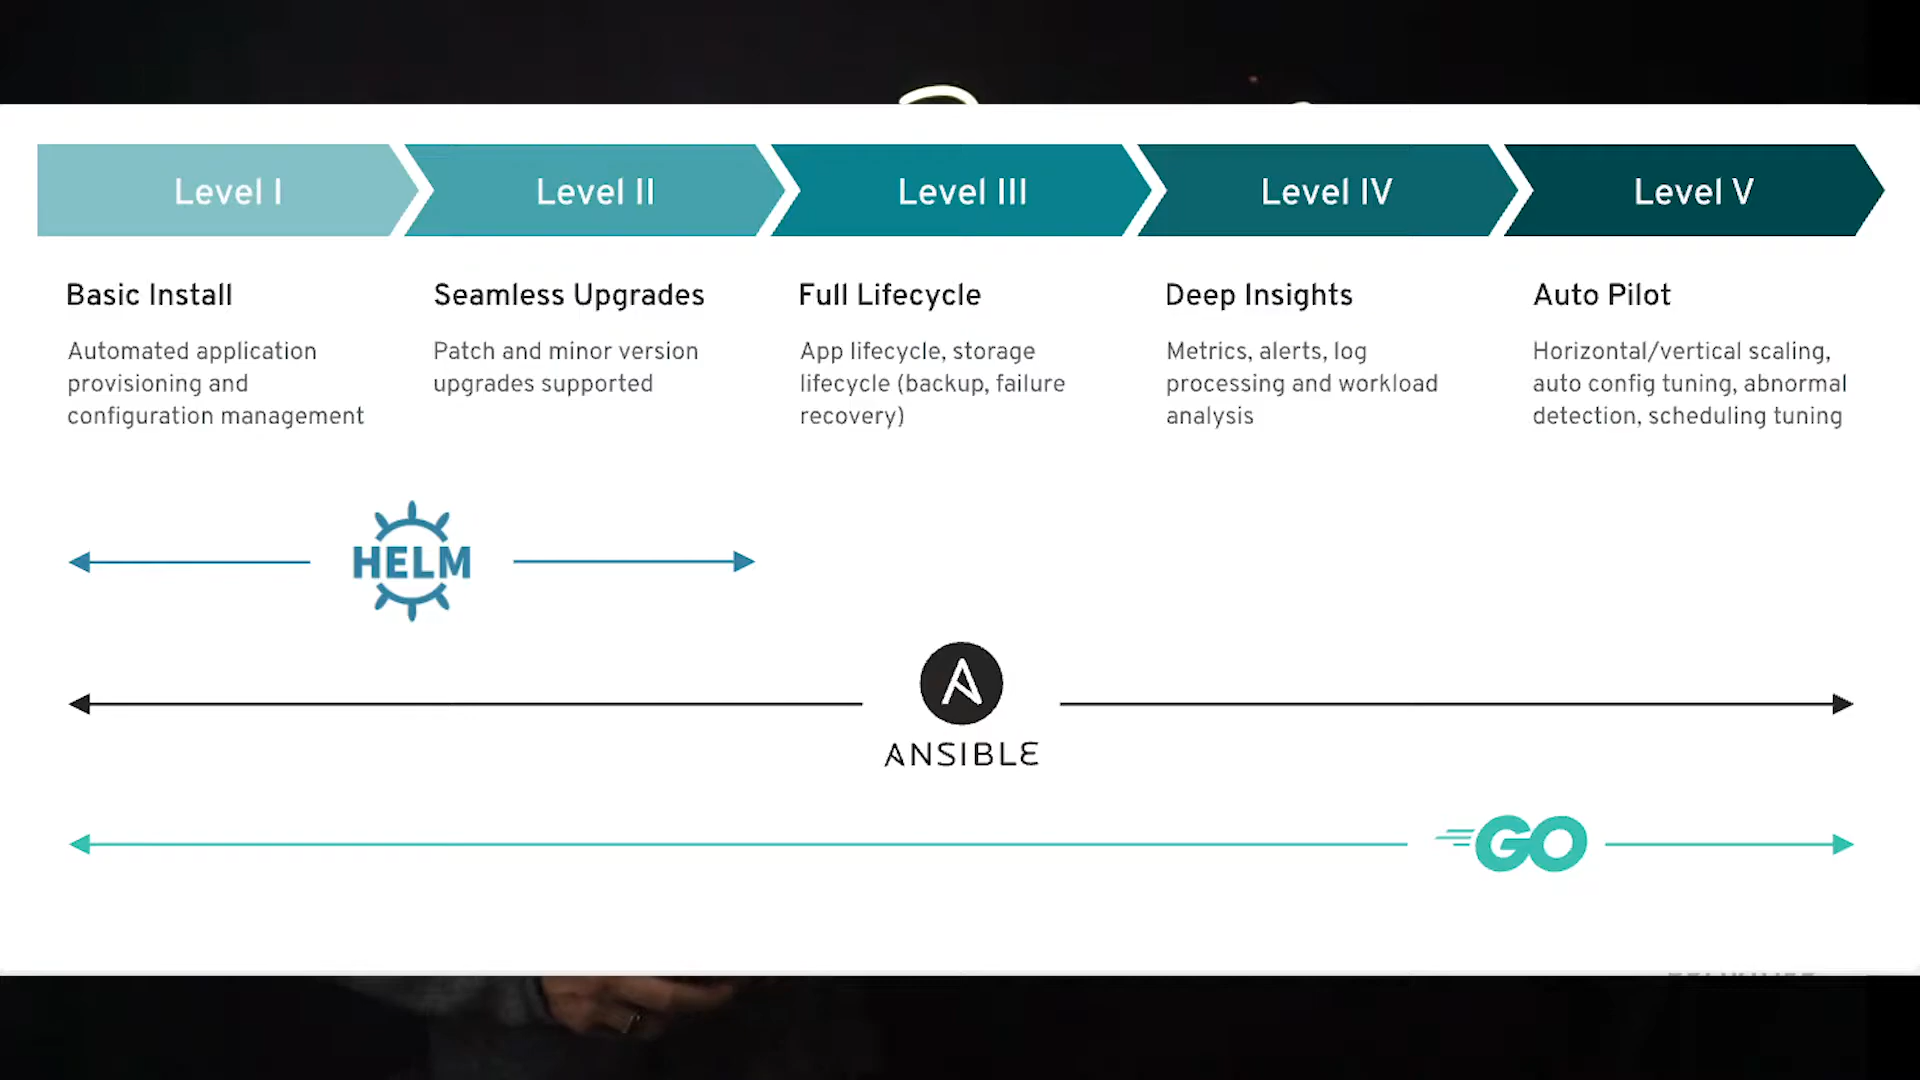 Level I
Level II
Level III
Level IV
Level V
Basic Install
Automated application
provisioning and
configuration management
Seamless Upgrades
Patch and minor version
upgrades supported
Full Lifecycle
App lifecycle, storage
lifecycle (backup, failure
recovery)
Deep Insights
Metrics, alerts, log
processing and workload
analysis
Auto Pilot
Horizontal/vertical scaling,
auto config tuning, abnormal
detection, scheduling tuning
HELM
A
ANSIBLE
GO